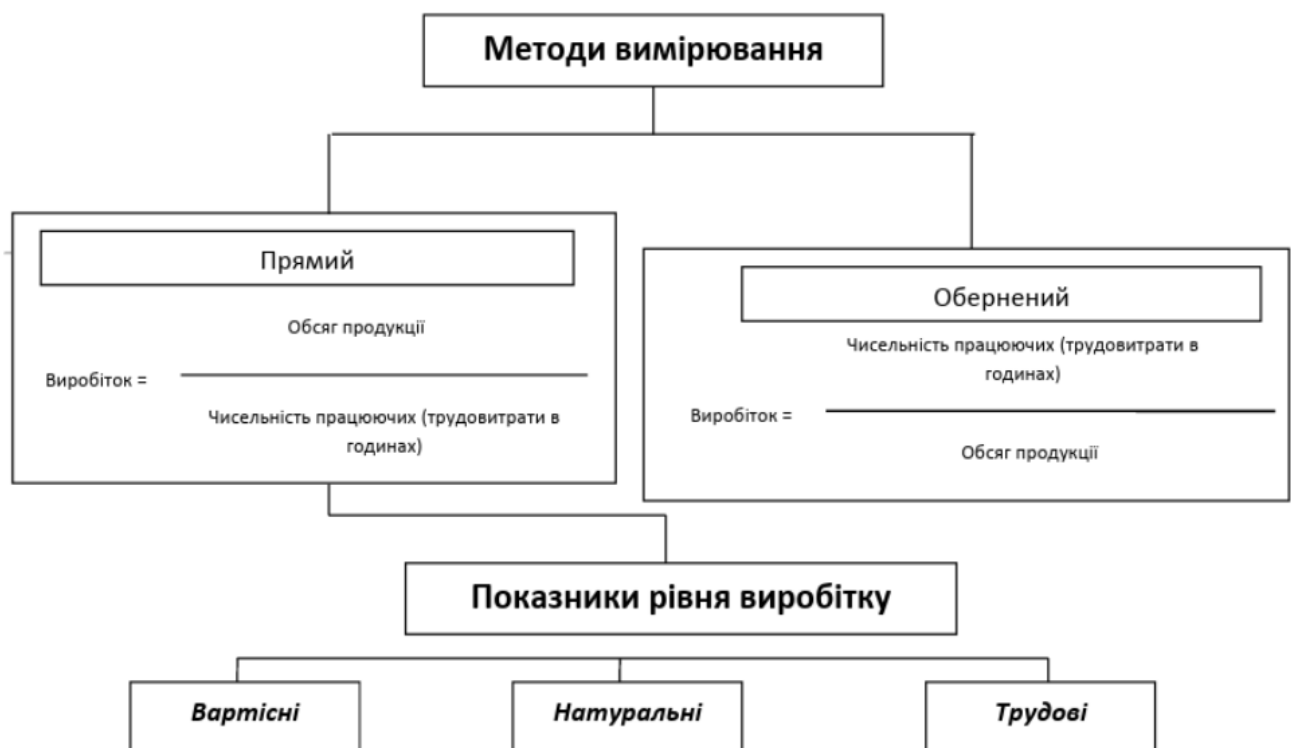 Методи вимірювання
Прямий
Обсяг продукції
Виробіток =
Чисельність працюючих (трудовитрати в
годинах)
Обернений
Чисельність працюючих (трудовитрати в
годинах)
Виробіток =
Обсяг продукції
Показники рівня виробітку
Вартісні
Натуральні
Трудові